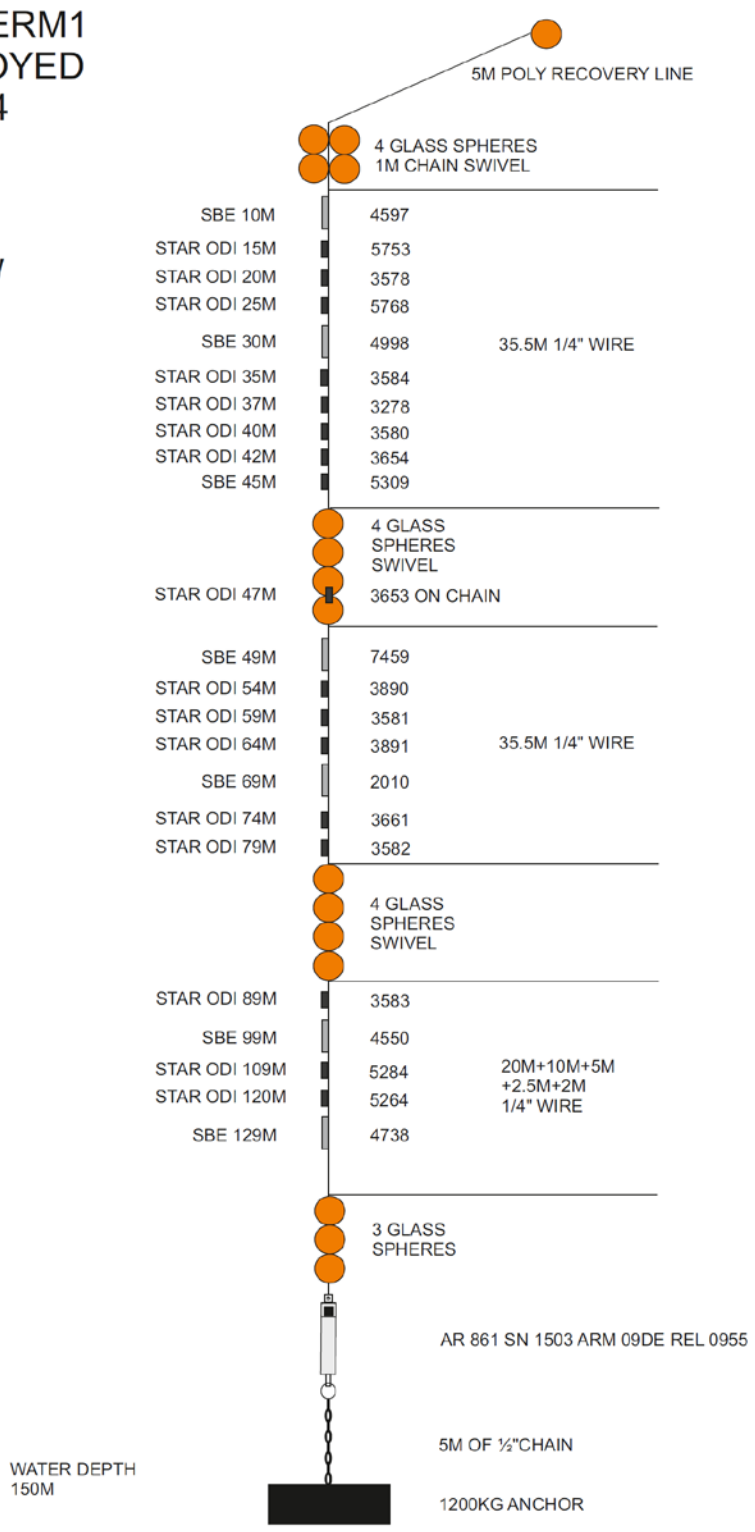 ERM1
OYED
4
5M POLY RECOVERY LINE
4 GLASS SPHERES
1M CHAIN SWIVEL
SBE 10M 4597
STAR ODI 15M 5753
STAR ODI 20M 3578
STAR ODI 25M 5768
SBE 30M 4998 35.5M 1/4" WIRE
STAR ODI 35M 3584
STAR ODI 37M 3278
STAR ODI 40M 3580
STAR ODI 42M 3654
SBE 45M 5309
4 GLASS
SPHERES
SWIVEL
STAR ODI 47M 3653 ON CHAIN
SBE 49M 7459
STAR ODI 54M 3890
STAR ODI 59M 3581
STAR ODI 64M 3891 35.5M 1/4" WIRE
SBE 69M 2010
STAR ODI 74M 3661
STAR ODI 79M 3582
4 GLASS
SPHERES
SWIVEL
STAR ODI 89M 3583
SBE 99M 4550
STAR ODI 109M 5284
STAR ODI 120M 5264
20M+10M+5M
+2.5M+2M
1/4" WIRE
SBE 129M 4738
3 GLASS
SPHERES
AR 861 SN 1503 ARM 09DE REL 0955
5M OF ½"CHAIN
WATER DEPTH
150M
1200KG ANCHOR